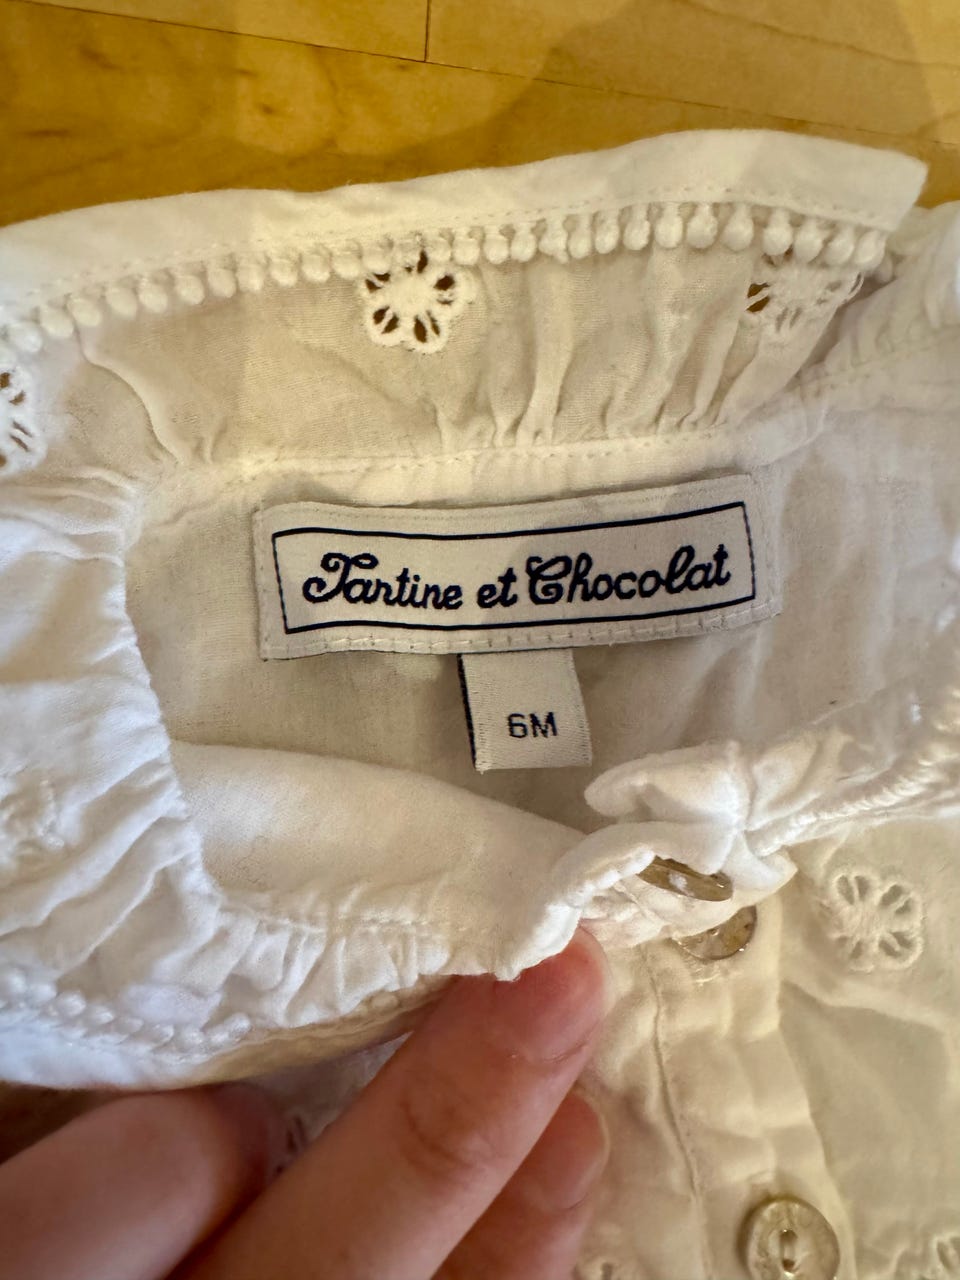 Tartine et Chocolat
6M